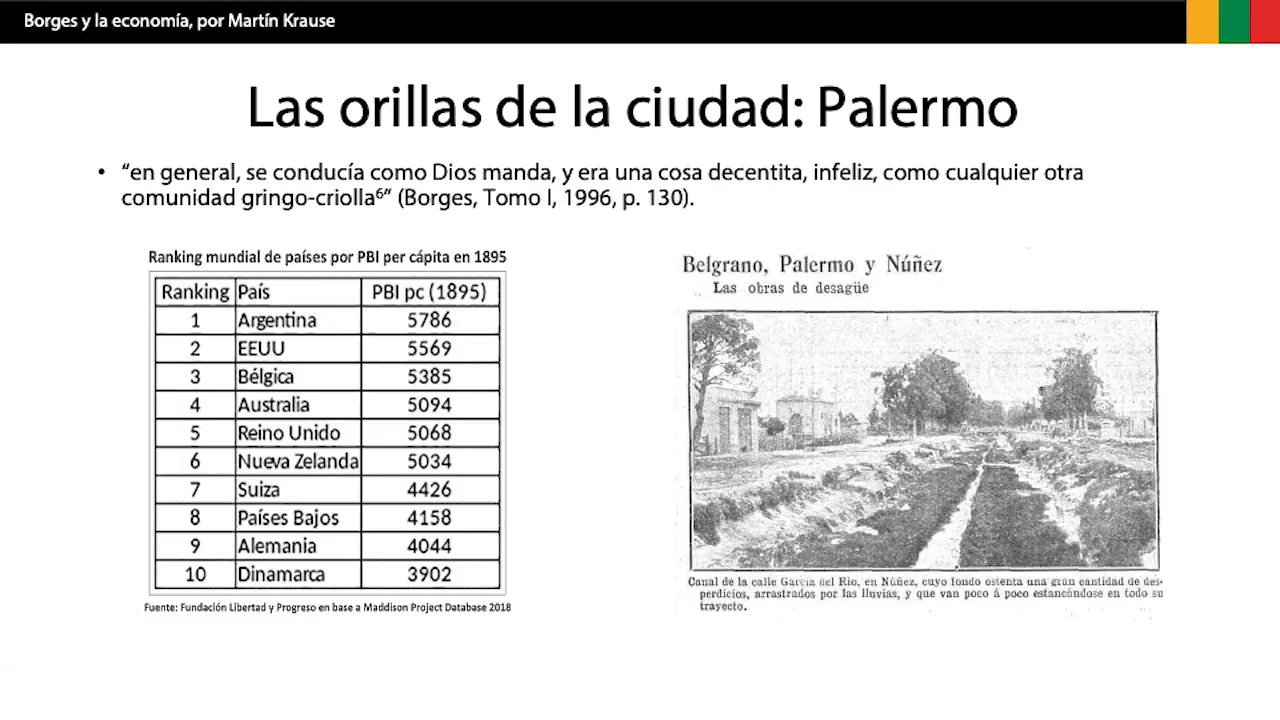 Borges y la economía, por Martín Krause
Las orillas de la ciudad: Palermo
• “en general, se conducía como Dios manda, y era una cosa decentita, infeliz, como cualquier otra
comunidad gringo-criolla⁶” (Borges, Tomo I, 1996, p. 130).
Ranking mundial de países por PBI per cápita en 1895
Ranking País PBI pc (1895)
1 Argentina 5786
2 EEUU 5569
3 Bélgica 5385
4 Australia 5094
5 Reino Unido 5068
6 Nueva Zelanda 5034
7 Suiza 4426
8 Países Bajos 4158
9 Alemania 4044
10 Dinamarca 3902
Fuente: Fundación Libertad y Progreso en base a Maddison Project Database 2018
Belgrano, Palermo y Núñez
Las obras de desagüe
Canal de la calle García del Río, en Núñez, cuyo fondo ostenta una gran cantidad de des-
perdicios, arrastrados por las lluvias, y que van poco á poco estancándose en todo su
trayecto.